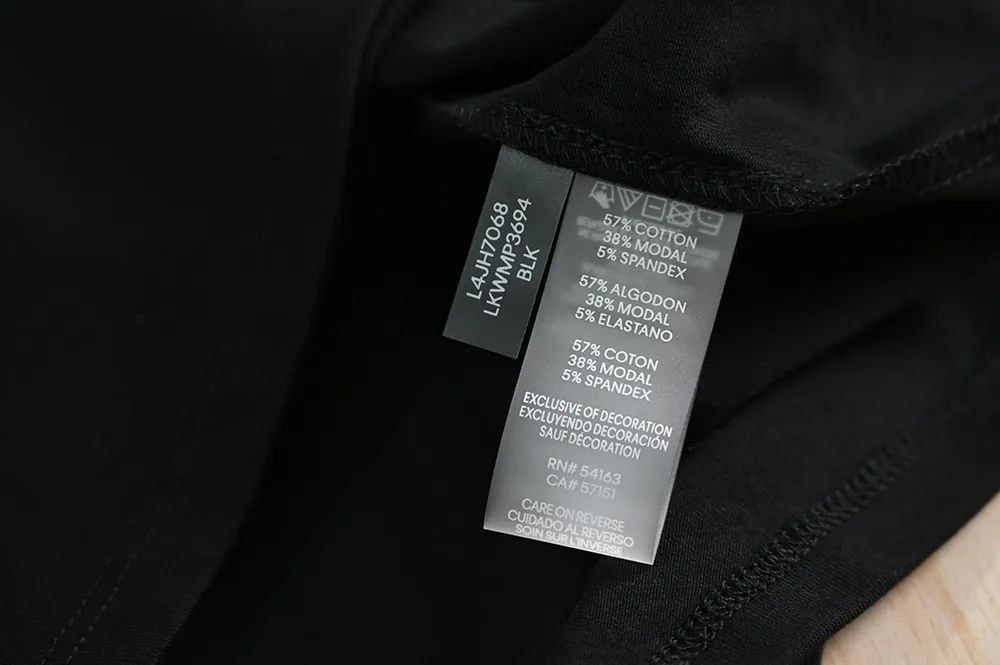 L4JH7068
LKWMP3694
BLK
57% COTTON
38% MODAL
5% SPANDEX
57% ALGODON
38% MODAL
5% ELASTANO
57% COTON
38% MODAL
5% SPANDEX
EXCLUSIVE OF DECORATION
EXCLUYENDO DECORACIÓN
SAUF DÉCORATION
RN# 54163
CA# 57151
CARE ON REVERSE
CUIDADO AL REVERSO
SOIN SUR L'INVERSE